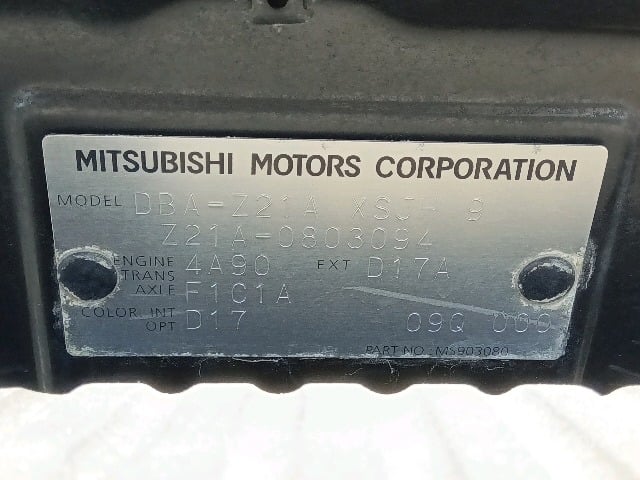 MITSUBISHI MOTORS CORPORATION
MODEL DBA-Z21A XSJH 9
Z21A-0803094
ENGINE 4A90 EXT D17A
TRANS AXLE F1C1A
COLOR, INT OPT D17 09Q 000
PART NO : MS903080